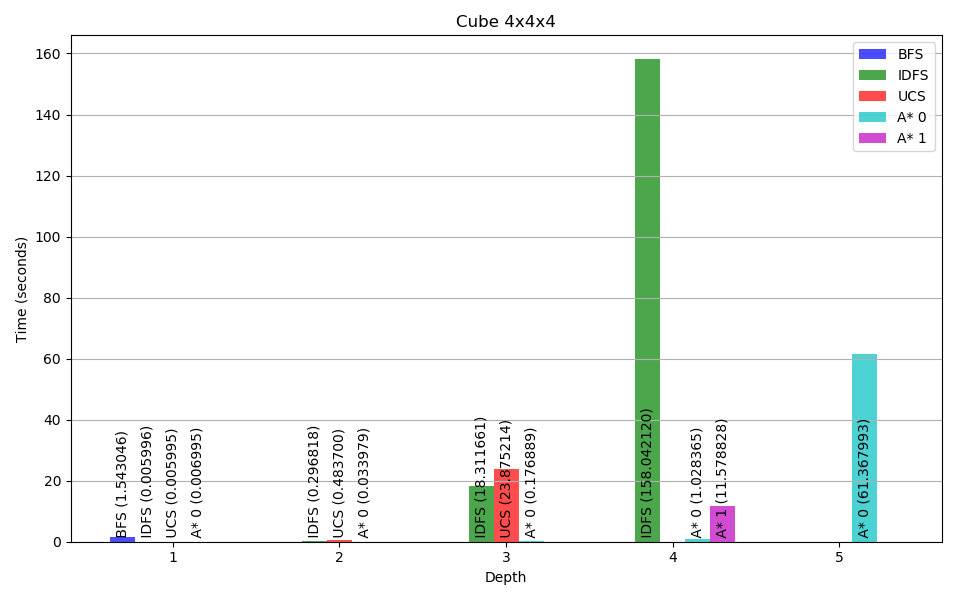 Cube 4x4x4
Time (seconds)
160
140
120
100
80
60
40
20
0
BFS
IDFS
UCS
A* 0
A* 1
BFS (1.543046)
IDFS (0.005996)
UCS (0.005995)
A* 0 (0.006995)
IDFS (0.296818)
UCS (0.483700)
A* 0 (0.033979)
IDFS (18.311661)
UCS (23.875214)
A* 0 (0.176889)
IDFS (158.042120)
A* 0 (1.028365)
A* 1 (11.578828)
A* 0 (61.367993)
1
2
3
4
5
Depth